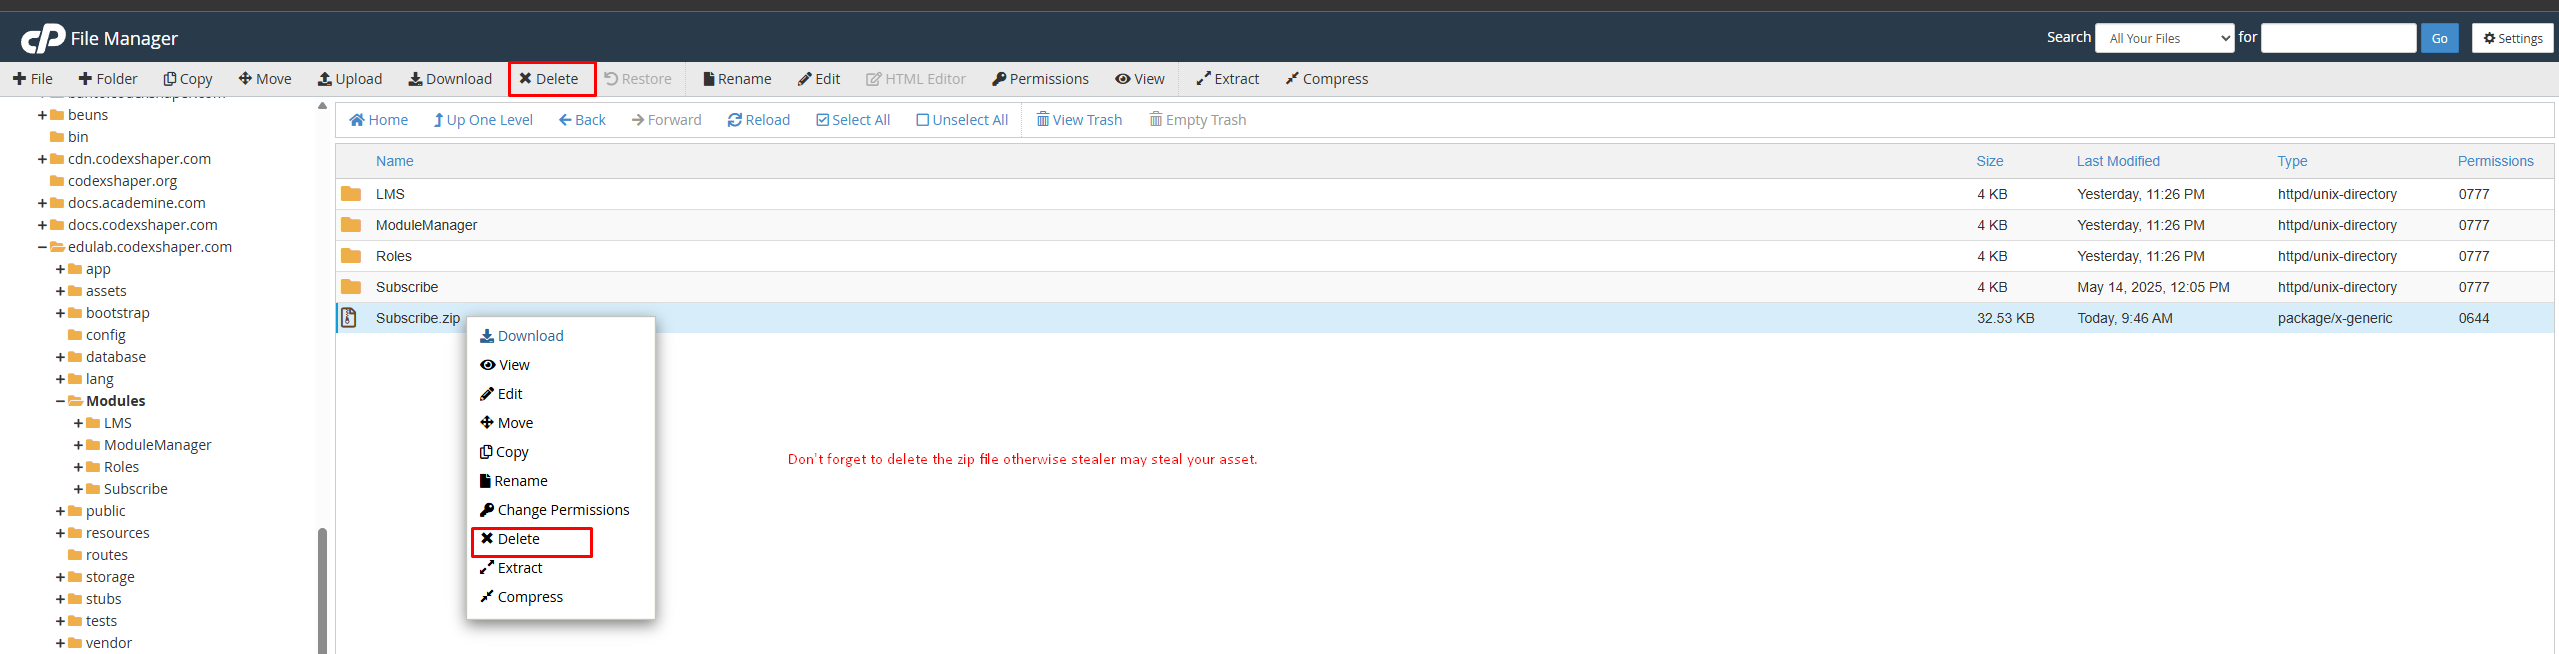 cP File Manager
Search All Your Files for Go Settings
File Folder Copy Move Upload Download Delete Restore Rename Edit HTML Editor Permissions View Extract Compress
Home Up One Level Back Forward Reload Select All Unselect All View Trash Empty Trash
beuns
bin
cdn.codexshaper.com
codexshaper.org
docs.academine.com
docs.codexshaper.com
edulab.codexshaper.com
app
assets
bootstrap
config
database
lang
Modules
LMS
ModuleManager
Roles
Subscribe
public
resources
routes
storage
stubs
tests
vendor
Name Size Last Modified Type Permissions
LMS 4 KB Yesterday, 11:26 PM httpd/unix-directory 0777
ModuleManager 4 KB Yesterday, 11:26 PM httpd/unix-directory 0777
Roles 4 KB Yesterday, 11:26 PM httpd/unix-directory 0777
Subscribe 4 KB May 14, 2025, 12:05 PM httpd/unix-directory 0777
Subscribe.zip 32.53 KB Today, 9:46 AM package/x-generic 0644
Download
View
Edit
Move
Copy
Rename
Change Permissions
Delete
Extract
Compress
Don't forget to delete the zip file otherwise stealer may steal your asset.